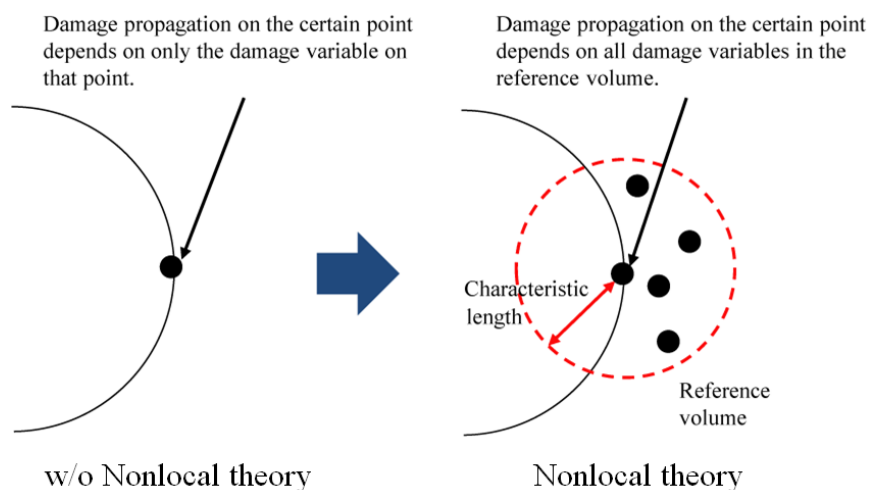 Damage propagation on the certain point
depends on only the damage variable on
that point.
Damage propagation on the certain point
depends on all damage variables in the
reference volume.
Characteristic
length
Reference
volume
w/o Nonlocal theory
Nonlocal theory